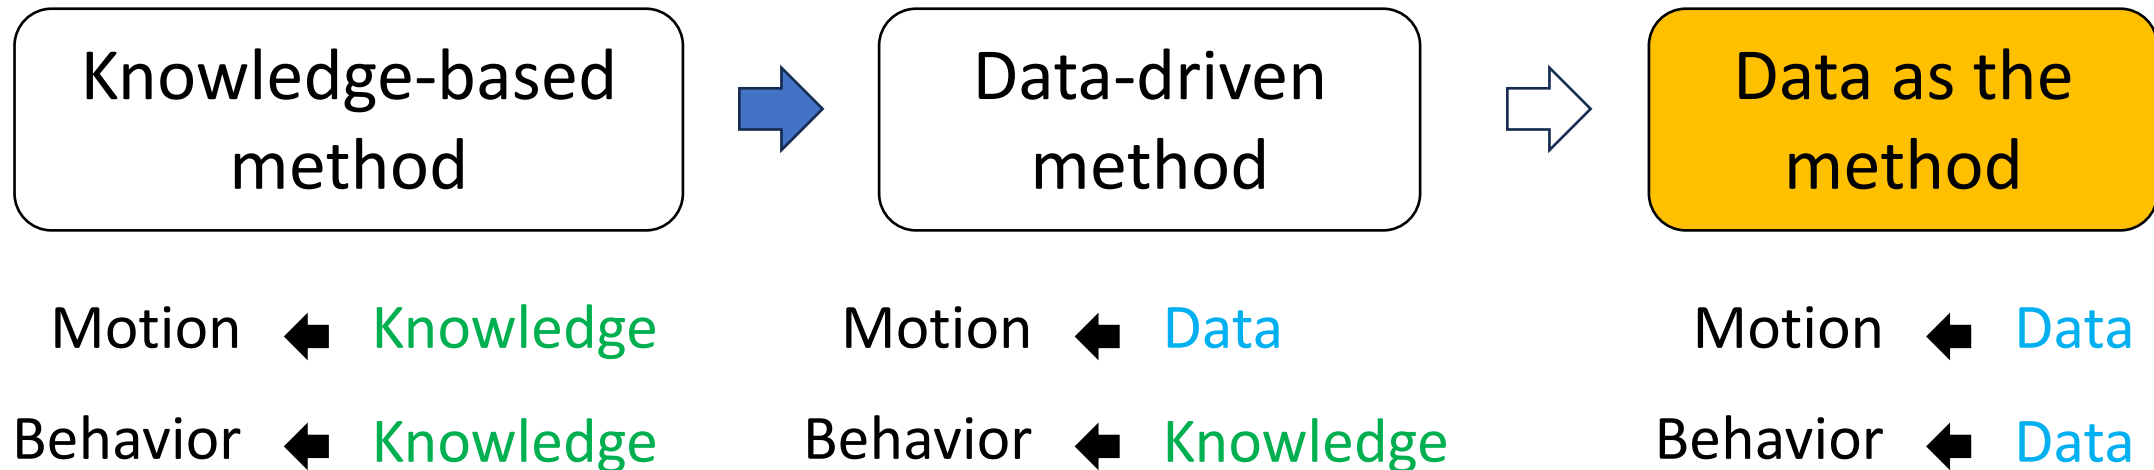 Knowledge-based
method
Data-driven
method
Data as the
method
Motion Knowledge
Behavior Knowledge
Motion Data
Behavior Knowledge
Motion Data
Behavior Data